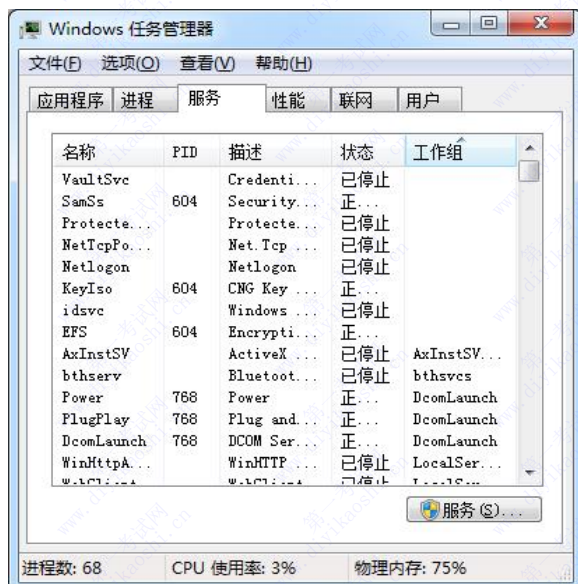 Windows 任务管理器
文件(F) 选项(O) 查看(V) 帮助(H)
应用程序 进程 服务 性能 联网 用户
名称 PID 描述 状态 工作组
VaultSvc Credenti... 已停止
SamSs 604 Security... 正...
Protecte... Protecte... 已停止
NetTcpPo... Net.Tcp ... 已停止
Netlogon Netlogon 已停止
KeyIso 604 CNG Key ... 正...
idsvc Windows ... 已停止
EFS 604 Encrypti... 正...
AxInstSV ActiveX ... 已停止 AxInstSV...
bthserv Bluetoot... 已停止 bthsvcs
Power 768 Power 正... DcomLaunch
PlugPlay 768 Plug and... 正... DcomLaunch
DcomLaunch 768 DCOM Ser... 正... DcomLaunch
WinHttpA... WinHTTP ... 已停止 LocalSer...
服务(S)...
进程数: 68 CPU 使用率: 3% 物理内存: 75%